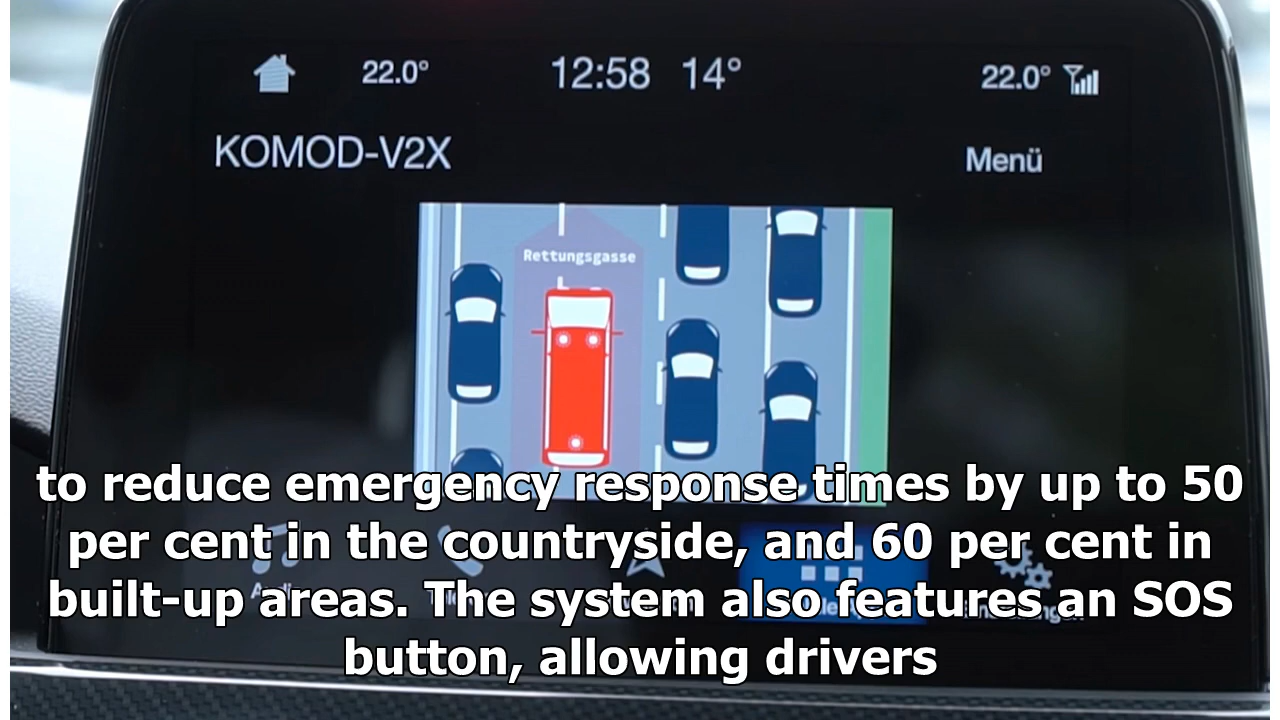 22.0° 12:58 14° 22.0°
KOMOD-V2X Menü
Rettungsgasse
to reduce emergency response times by up to 50
per cent in the countryside, and 60 per cent in
built-up areas. The system also features an SOS
button, allowing drivers